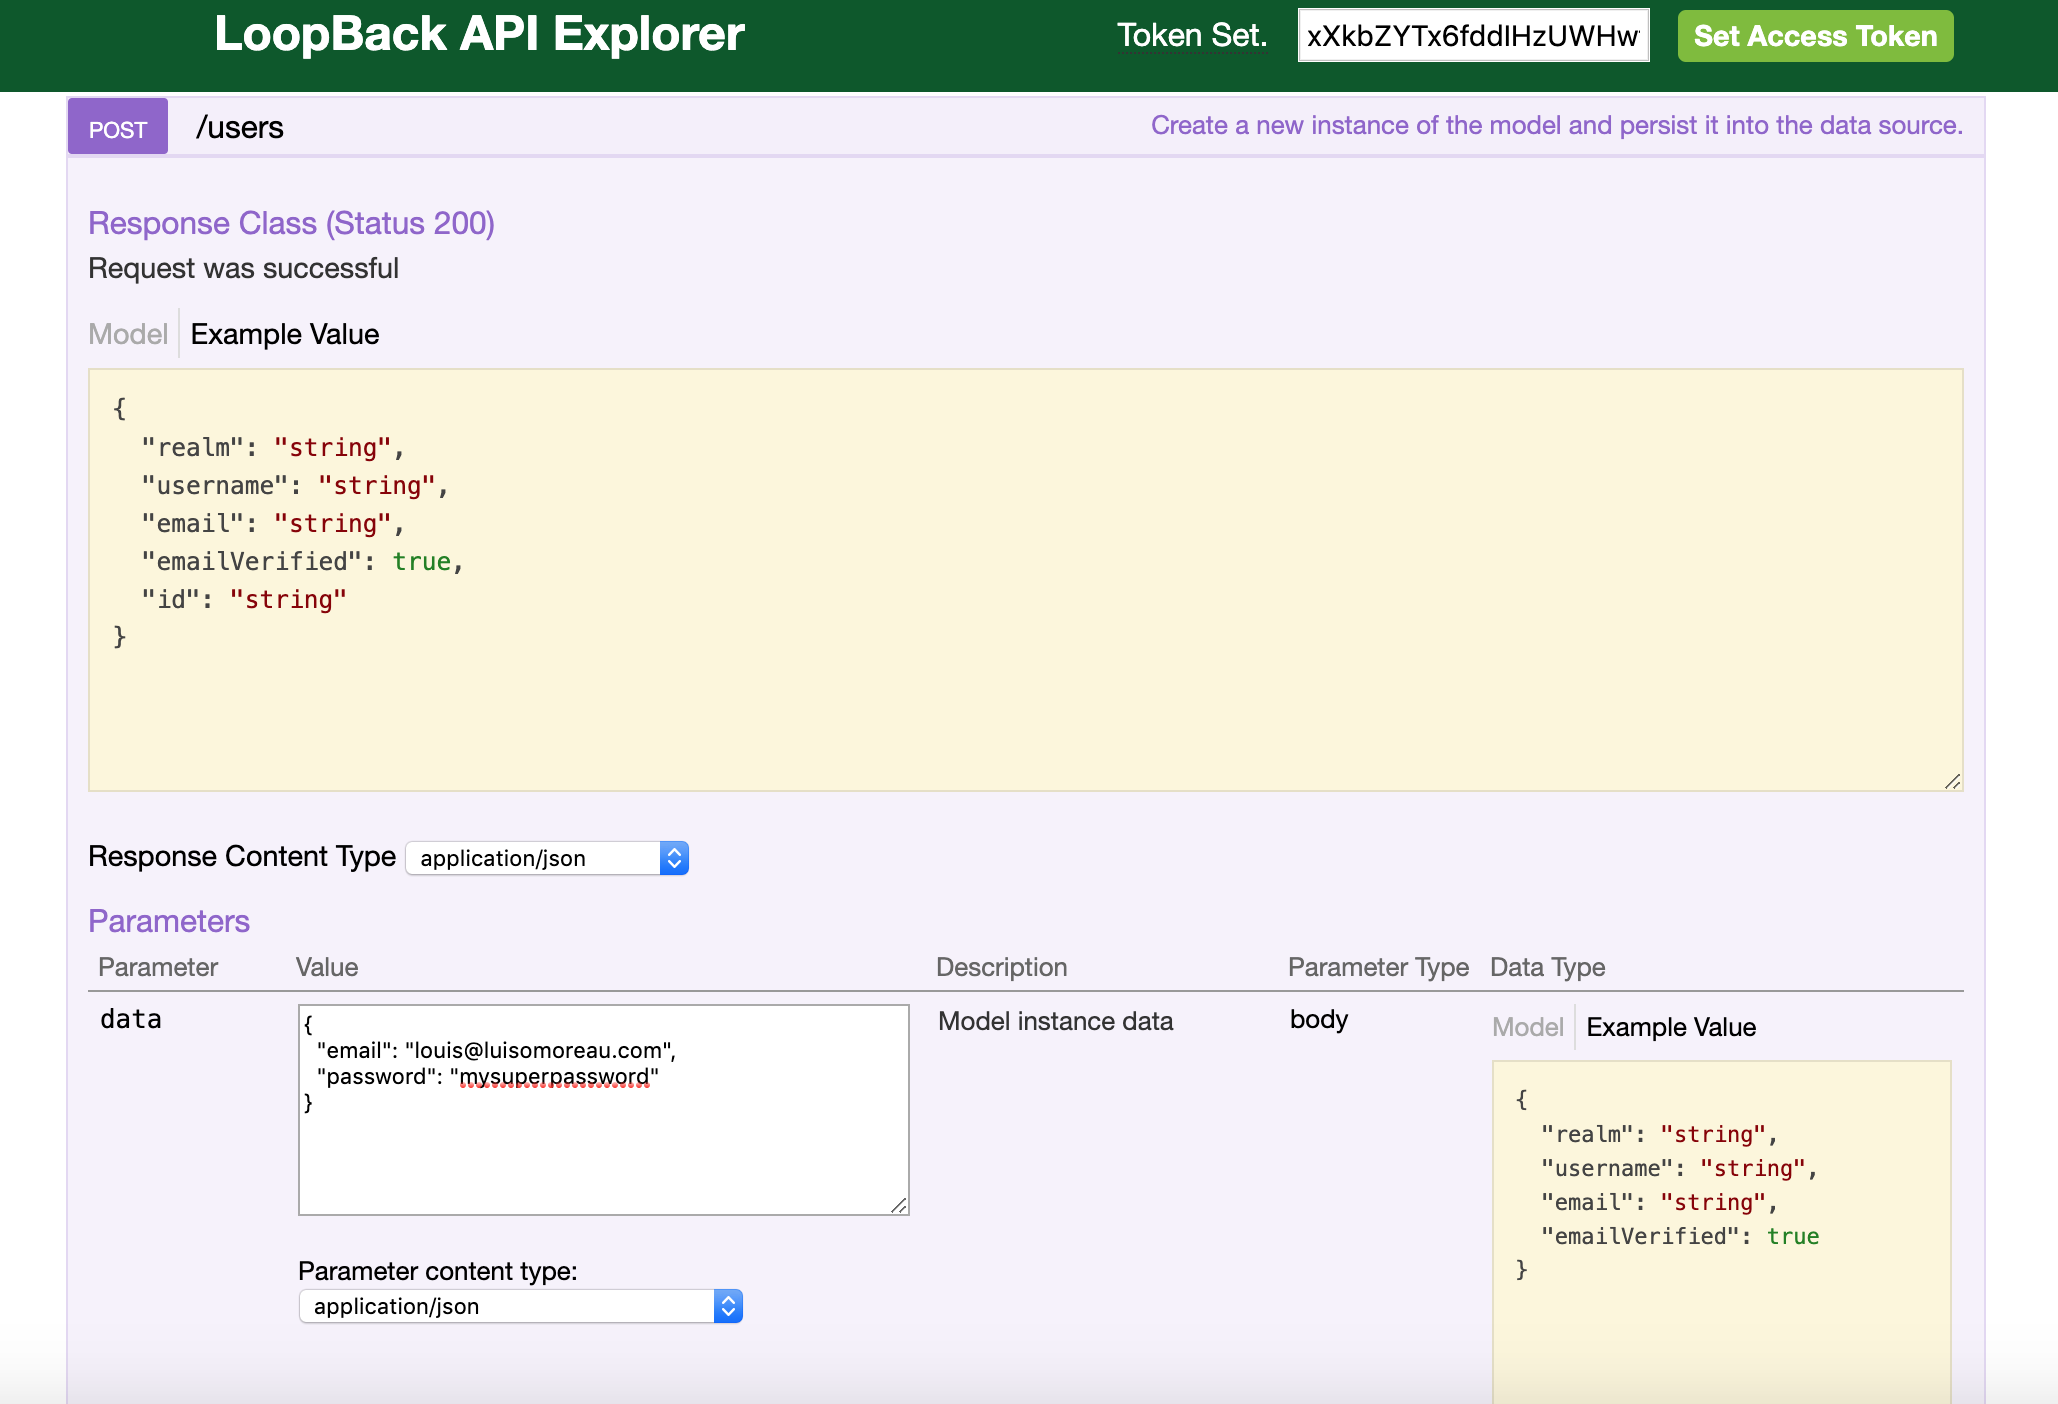 LoopBack API Explorer
Token Set. xXkbZYTx6fddIHzUWHw Set Access Token
POST /users Create a new instance of the model and persist it into the data source.
Response Class (Status 200)
Request was successful
Model Example Value
{
"realm": "string",
"username": "string",
"email": "string",
"emailVerified": true,
"id": "string"
}
Response Content Type application/json
Parameters
Parameter Value Description Parameter Type Data Type
data
{
"email": "louis@luisomoreau.com",
"password": "mysuperpassword"
}
Parameter content type:
application/json
Model instance data
body
Model Example Value
{
"realm": "string",
"username": "string",
"email": "string",
"emailVerified": true
}